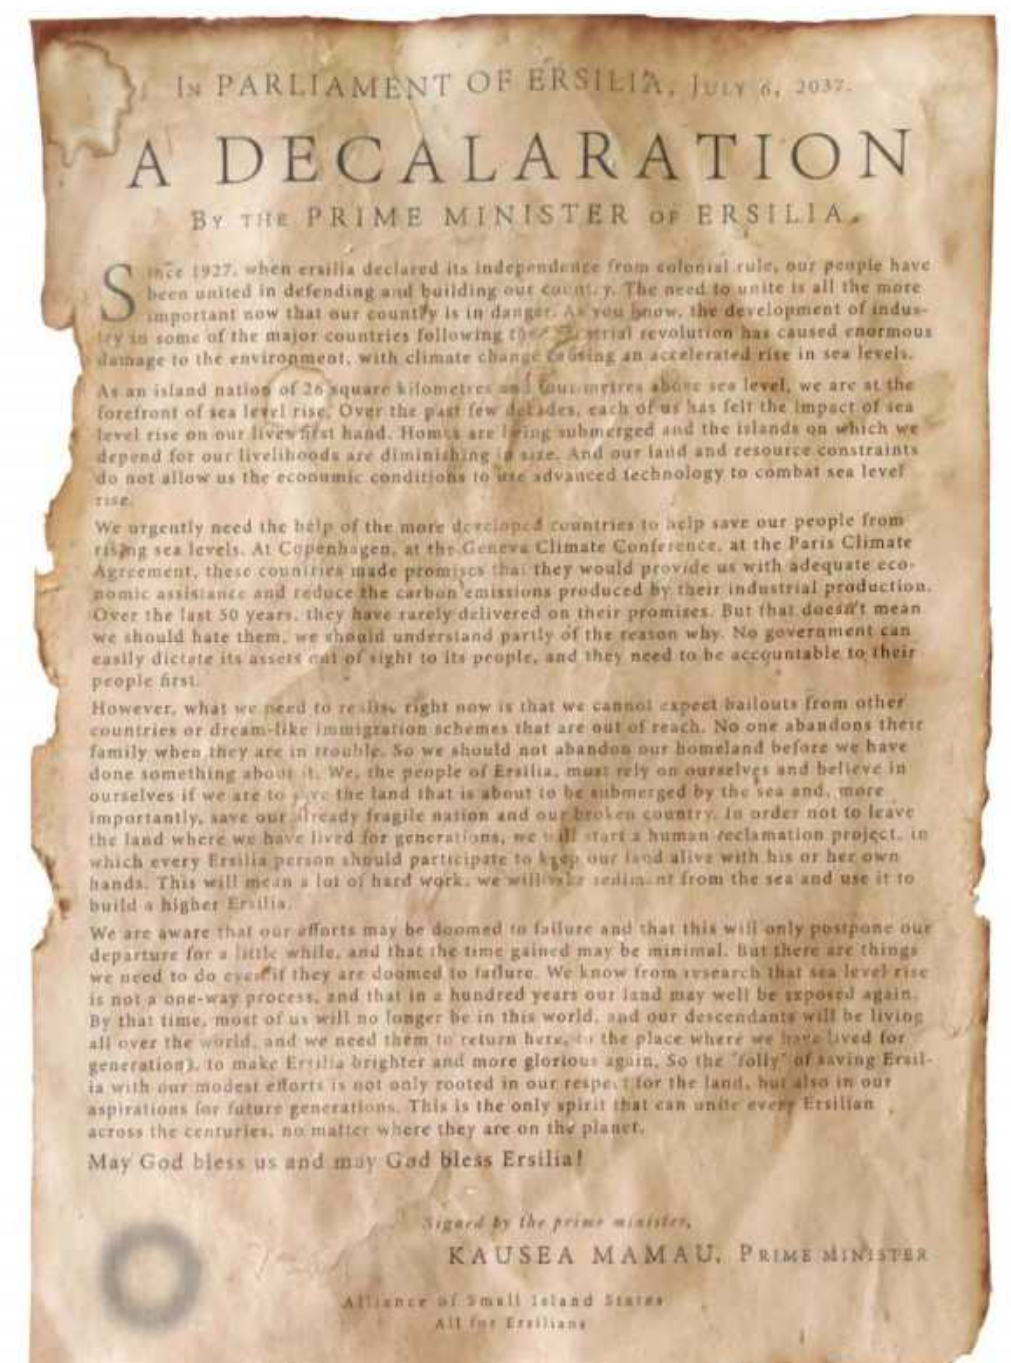 In PARLIAMENT OF ERSILIA, July 6, 2037.
A DECALARATION
By the PRIME MINISTER of ERSILIA.
Since 1927, when ersilia declared its independence from colonial rule, our people have
been united in defending and building our country. The need to unite is all the more
important now that our country is in danger. As you know, the development of indus-
try in some of the major countries following the industrial revolution has caused enormous
damage to the environment, with climate change causing an accelerated rise in sea levels.
As an island nation of 26 square kilometres and four metres above sea level, we are at the
forefront of sea level rise. Over the past few decades, each of us has felt the impact of sea
level rise on our lives first hand. Homes are being submerged and the islands on which we
depend for our livelihoods are diminishing in size. And our land and resource constraints
do not allow us the economic conditions to use advanced technology to combat sea level
rise.
We urgently need the help of the more developed countries to help save our people from
rising sea levels. At Copenhagen, at the Geneva Climate Conference, at the Paris Climate
Agreement, these countries made promises that they would provide us with adequate eco-
nomic assistance and reduce the carbon emissions produced by their industrial production.
Over the last 50 years, they have rarely delivered on their promises. But that doesn't mean
we should hate them, we should understand partly of the reason why. No government can
easily dictate its assets out of sight to its people, and they need to be accountable to their
people first.
However, what we need to realise right now is that we cannot expect bailouts from other
countries or dream-like immigration schemes that are out of reach. No one abandons their
family when they are in trouble. So we should not abandon our homeland before we have
done something about it. We, the people of Ersilia, must rely on ourselves and believe in
ourselves if we are to save the land that is about to be submerged by the sea and, more
importantly, save our already fragile nation and our broken country. In order not to leave
the land where we have lived for generations, we will start a human reclamation project, in
which every Ersilia person should participate to keep our land alive with his or her own
hands. This will mean a lot of hard work, we will take sediment from the sea and use it to
build a higher Ersilia.
We are aware that our efforts may be doomed to failure and that this will only postpone our
departure for a little while, and that the time gained may be minimal. But there are things
we need to do even if they are doomed to failure. We know from research that sea level rise
is not a one-way process, and that in a hundred years our land may well be exposed again.
By that time, most of us will no longer be in this world, and our descendants will be living
all over the world, and we need them to return here, to the place where we have lived for
generations, to make Ersilia brighter and more glorious again. So the "folly" of saving Ersil-
ia with our modest efforts is not only rooted in our respect for the land, but also in our
aspirations for future generations. This is the only spirit that can unite every Ersilian
across the centuries, no matter where they are on the planet.
May God bless us and may God bless Ersilia!
Signed by the prime minister,
KAUSEA MAMAU, Prime Minister
Alliance of Small Island States
All for Ersilians